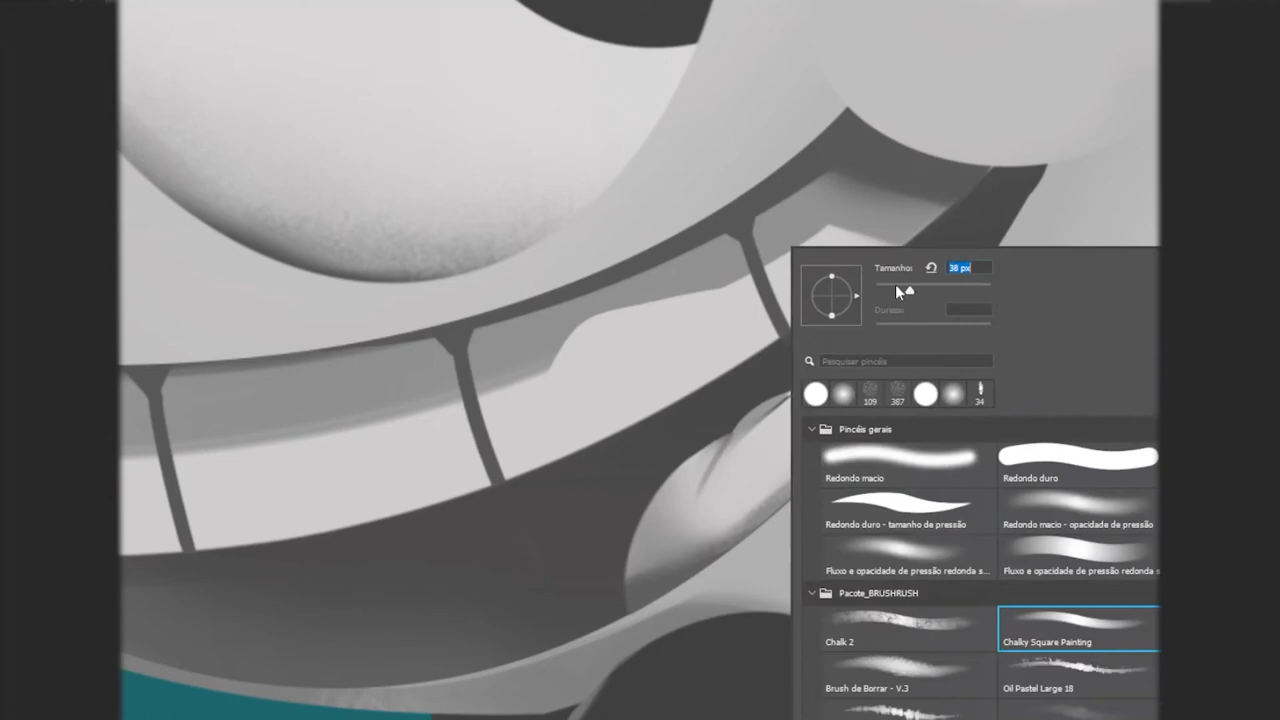 Tamanho: 38 px
Dureza:
Pesquisar pincéis
109 387 34
Pincéis gerais
Redondo macio Redondo duro
Redondo duro - tamanho de pressão Redondo macio - opacidade de pressão
Fluxo e opacidade de pressão redonda s... Fluxo e opacidade de pressão redonda s
Pacote_BRUSHRUSH
Chalk 2 Chalky Square Painting
Brush de Borrar - V.3 Oil Pastel Large 18